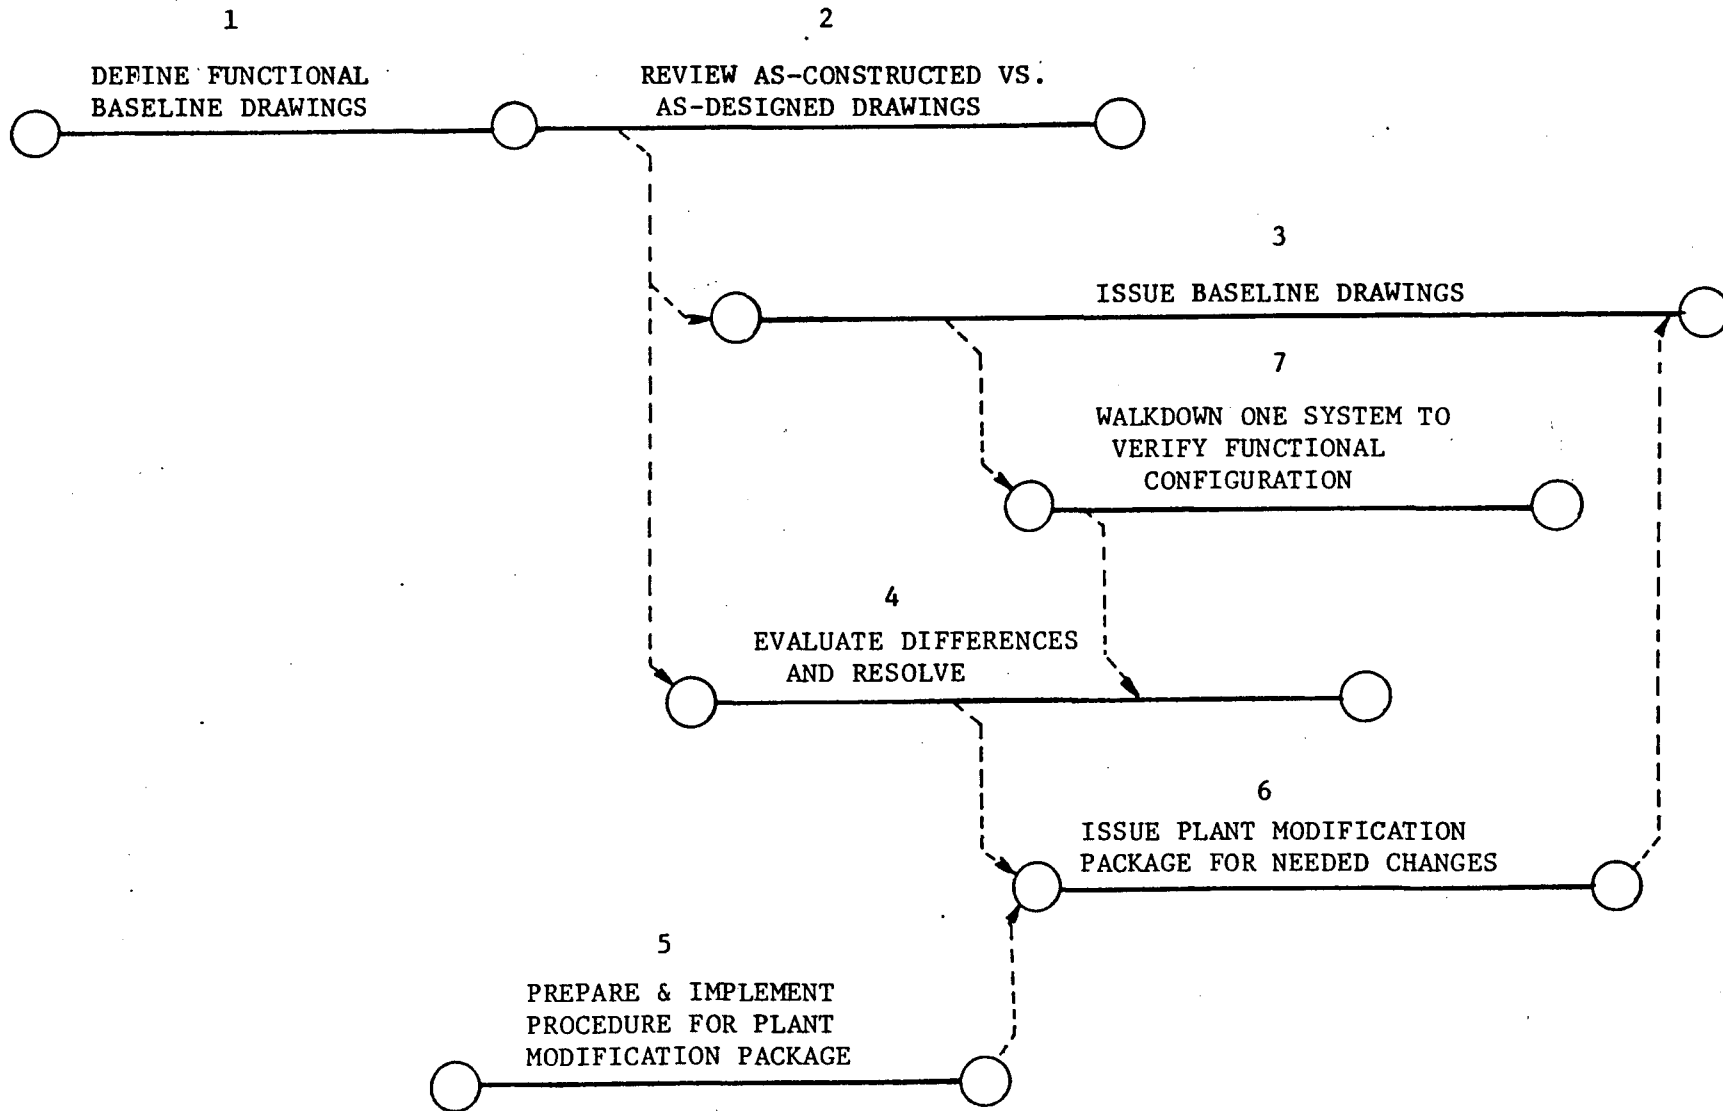 1
DEFINE FUNCTIONAL
BASELINE DRAWINGS
2
REVIEW AS-CONSTRUCTED VS.
AS-DESIGNED DRAWINGS
3
ISSUE BASELINE DRAWINGS
7
WALKDOWN ONE SYSTEM TO
VERIFY FUNCTIONAL
CONFIGURATION
4
EVALUATE DIFFERENCES
AND RESOLVE
6
ISSUE PLANT MODIFICATION
PACKAGE FOR NEEDED CHANGES
5
PREPARE & IMPLEMENT
PROCEDURE FOR PLANT
MODIFICATION PACKAGE